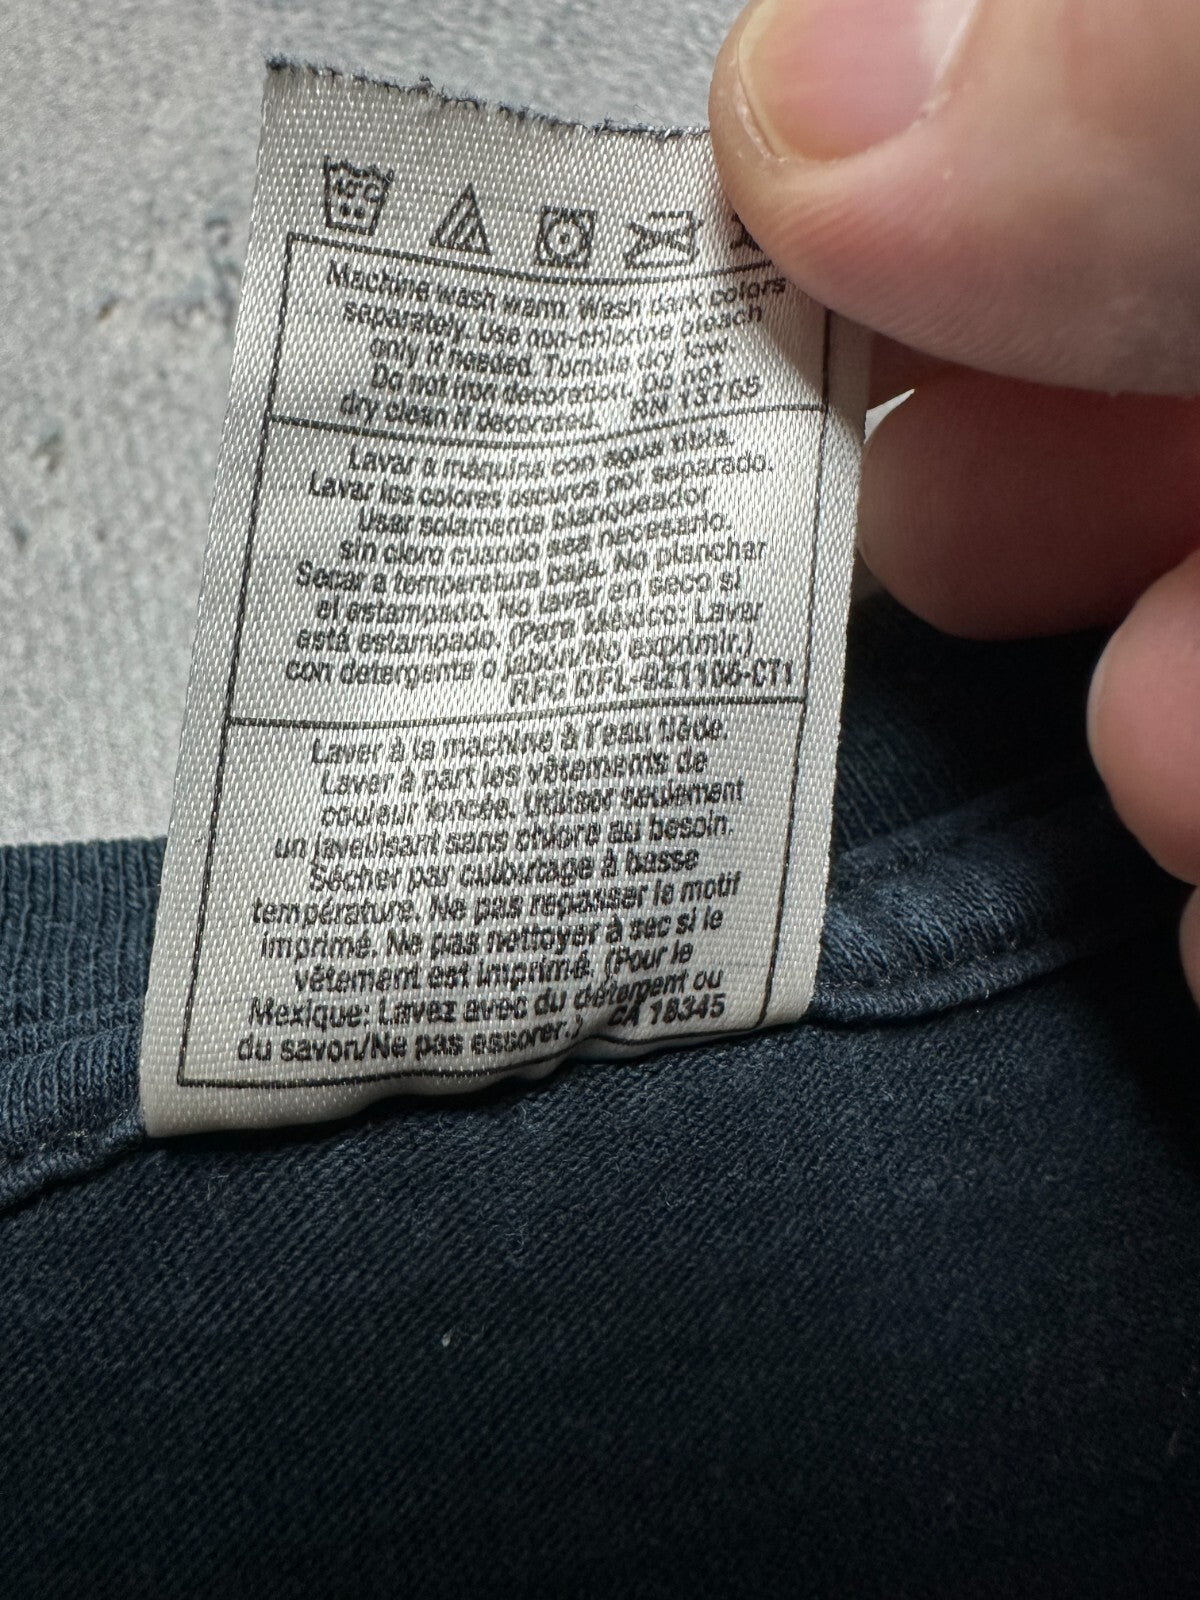 40°C
Machine wash warm. Wash dark colors
separately, use non-chlorine bleach
only if needed. Tumble dry low.
Do not iron decoration. Do not
dry clean if decorated. RN 13765
Lavar a máquina con agua tibia.
Lavar los colores oscuros por separado.
Usar solamente blanqueador
sin cloro cuando sea necesario.
Secar a temperatura baja. No planchar
el estampado. No lavar en seco si
está estampado. (Para México: Lavar
con detergente o jabón/No exprimir.)
RFC DFL-921106-CT1
Laver à la machine à l'eau tiède.
Laver à part les vêtements de
couleur foncée. Utiliser seulement
un javellisant sans chlore au besoin.
Sécher par culbutage à basse
température. Ne pas repasser le motif
imprimé. Ne pas nettoyer à sec si le
vêtement est imprimé. (Pour le
Mexique: Lavez avec du détergent ou
du savon/Ne pas essorer.) CA 18345